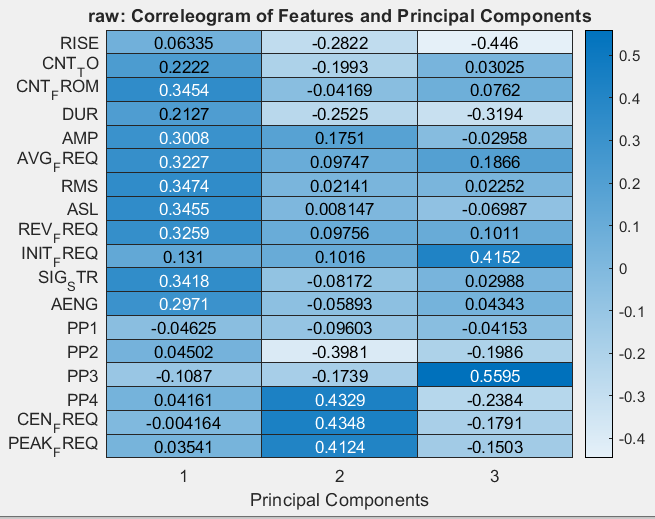 raw: Correleogram of Features and Principal Components
RISE 0.06335 -0.2822 -0.446
CNT_TO 0.2222 -0.1993 0.03025
CNT_FROM 0.3454 -0.04169 0.0762
DUR 0.2127 -0.2525 -0.3194
AMP 0.3008 0.1751 -0.02958
AVG_FREQ 0.3227 0.09747 0.1866
RMS 0.3474 0.02141 0.02252
ASL 0.3455 0.008147 -0.06987
REV_FREQ 0.3259 0.09756 0.1011
INIT_FREQ 0.131 0.1016 0.4152
SIG_STR 0.3418 -0.08172 0.02988
AENG 0.2971 -0.05893 0.04343
PP1 -0.04625 -0.09603 -0.04153
PP2 0.04502 -0.3981 -0.1986
PP3 -0.1087 -0.1739 0.5595
PP4 0.04161 0.4329 -0.2384
CEN_FREQ -0.004164 0.4348 -0.1791
PEAK_FREQ 0.03541 0.4124 -0.1503
1 2 3
Principal Components
0.5
0.4
0.3
0.2
0.1
0
-0.1
-0.2
-0.3
-0.4